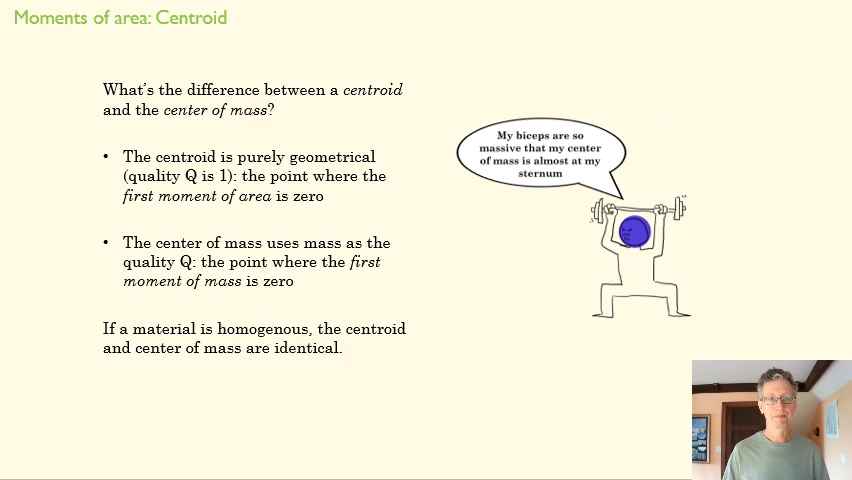 Moments of area: Centroid
What's the difference between a centroid
and the center of mass?
• The centroid is purely geometrical
(quality Q is 1): the point where the
first moment of area is zero
• The center of mass uses mass as the
quality Q: the point where the first
moment of mass is zero
If a material is homogenous, the centroid
and center of mass are identical.
My biceps are so
massive that my center
of mass is almost at my
sternum